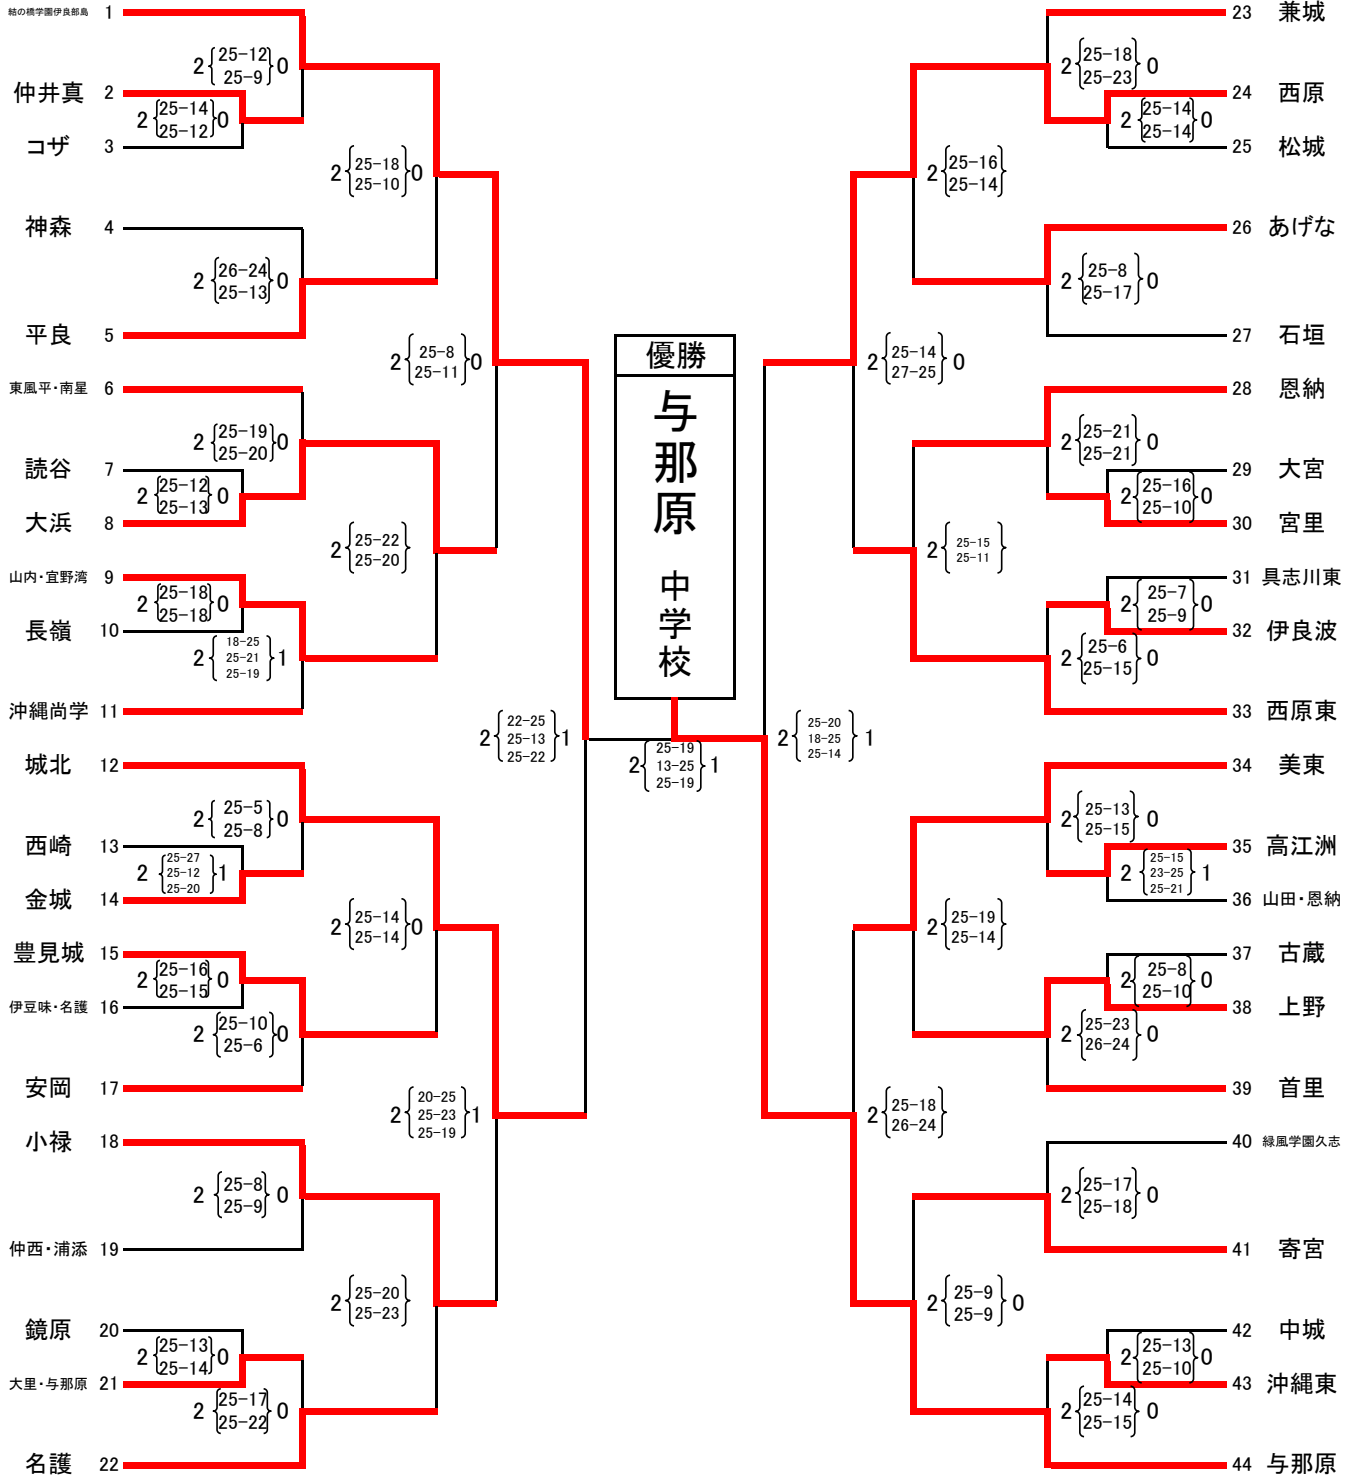 結の橋学園伊良部島 1
2 25-12 0
25-9
仲井真 2
2 25-14 0
25-12
コザ 3
2 25-18 0
25-10
神森 4
2 26-24 0
25-13
平良 5
2 25-8 0
25-11
東風平・南星 6
2 25-19 0
25-20
読谷 7
2 25-12 0
25-13
大浜 8
2 25-22
25-20
山内・宜野湾 9
2 25-18 0
25-18
長嶺 10
18-25
2 25-21 1
25-19
沖縄尚学 11
22-25
2 25-13 1
25-22
城北 12
2 25-5 0
25-8
西崎 13
25-27
2 25-12 1
25-20
金城 14
2 25-14 0
25-14
豊見城 15
2 25-16 0
25-15
伊豆味・名護 16
2 25-10 0
25-6
安岡 17
20-25
2 25-23 1
25-19
小禄 18
2 25-8 0
25-9
仲西・浦添 19
2 25-20
25-23
鏡原 20
2 25-13 0
25-14
大里・与那原 21
2 25-17 0
25-22
名護 22
優勝
与那原 中学校
25-19
2 13-25 1
25-19
23 兼城
2 25-18 0
25-23
24 西原
2 25-14 0
25-14
25 松城
2 25-16
25-14
26 あげな
2 25-8 0
25-17
27 石垣
2 25-14 0
27-25
28 恩納
2 25-21 0
25-21
29 大宮
2 25-16 0
25-10
30 宮里
2 25-15
25-11
31 具志川東
2 25-7 0
25-9
32 伊良波
2 25-6 0
25-15
33 西原東
25-20
2 18-25 1
25-14
34 美東
2 25-13 0
25-15
35 高江洲
25-15
2 23-25 1
25-21
36 山田・恩納
2 25-19
25-14
37 古蔵
2 25-8 0
25-10
38 上野
2 25-23 0
26-24
39 首里
2 25-18
26-24
40 緑風学園久志
2 25-17 0
25-18
41 寄宮
2 25-9 0
25-9
42 中城
2 25-13 0
25-10
43 沖縄東
2 25-14 0
25-15
44 与那原